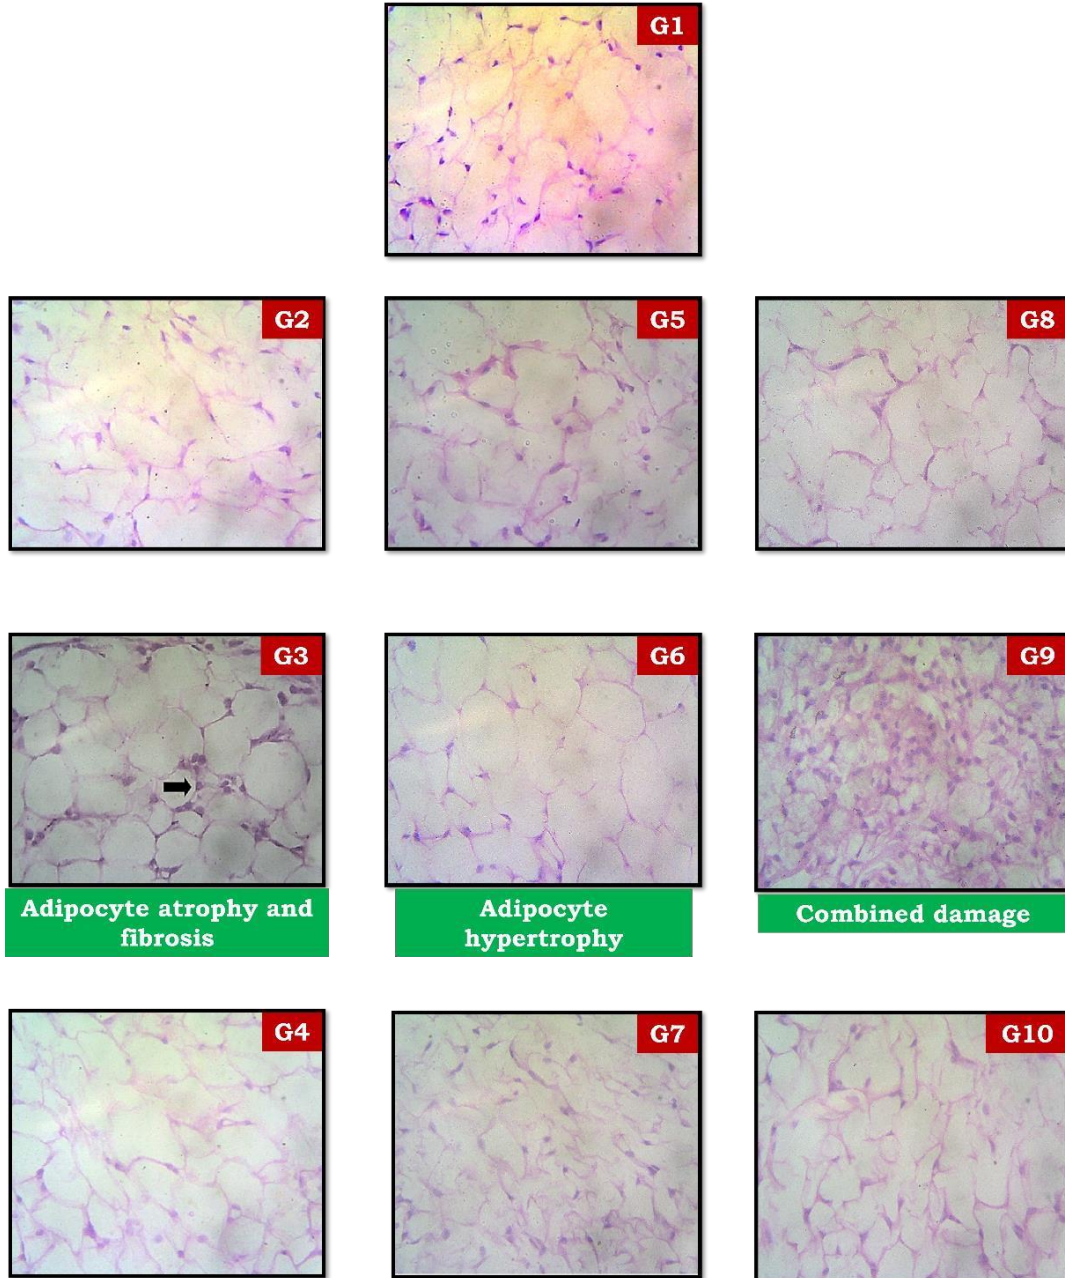 G1
G2
G5
G8
G3
G6
G9
Adipocyte atrophy and
fibrosis
Adipocyte
hypertrophy
Combined damage
G4
G7
G10